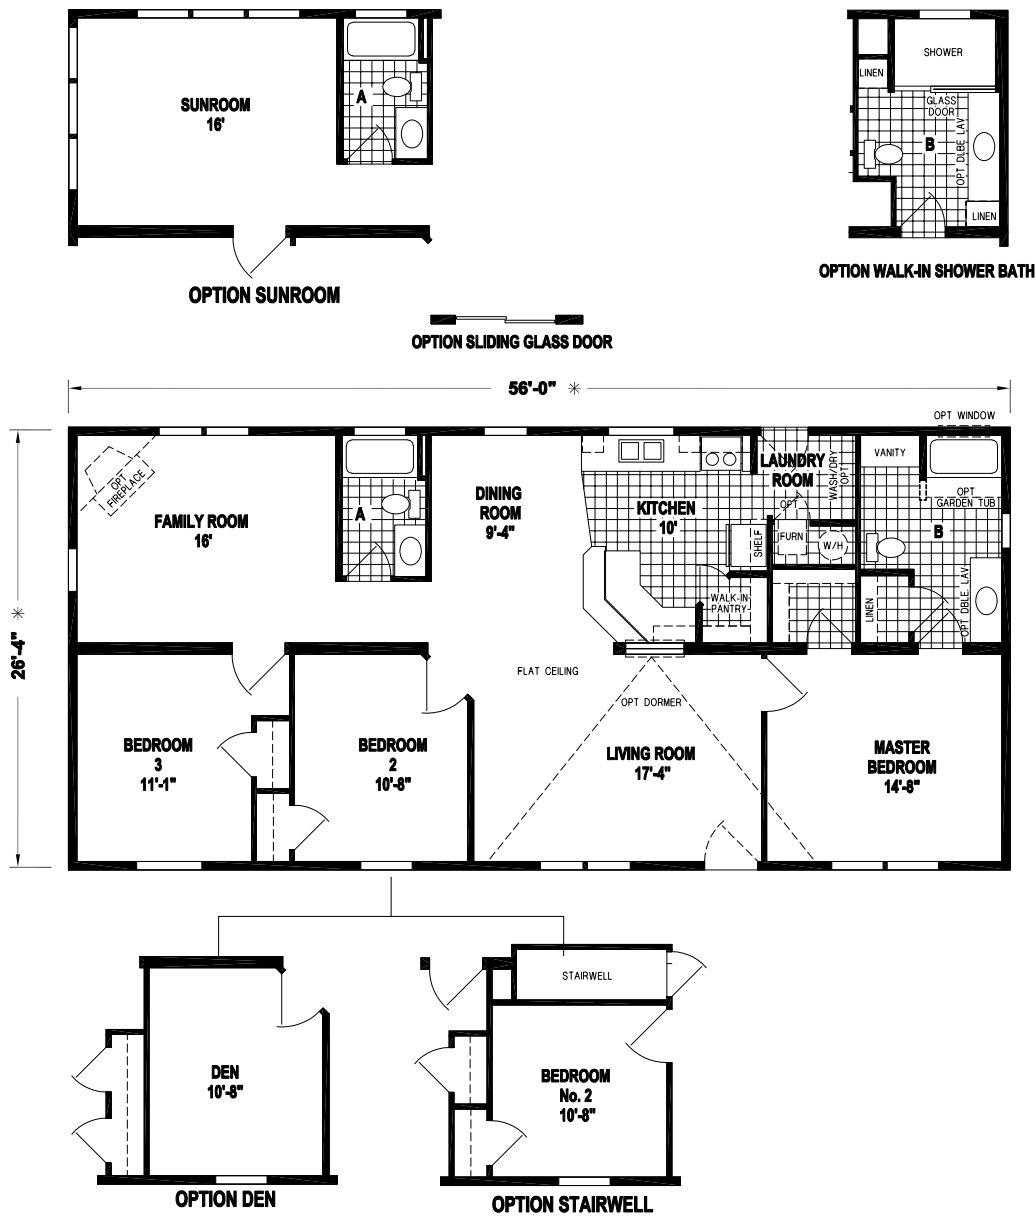 SUNROOM
16'
A
OPTION SUNROOM
SHOWER
LINEN
GLASS
DOOR
B
OPT DLBE LAV
LINEN
OPTION WALK-IN SHOWER BATH
OPTION SLIDING GLASS DOOR
56'-0" ✳
26'-4" ✳
OPT WINDOW
OPT
FIREPLACE
FAMILY ROOM
16'
A
DINING
ROOM
9'-4"
KITCHEN
10'
LAUNDRY
ROOM
WASH/DRY
OPT
OPT
FURN
W/H
SHELF
WALK-IN
PANTRY
VANITY
OPT
GARDEN TUB
B
LINEN
OPT DBLE LAV
FLAT CEILING
OPT DORMER
BEDROOM
3
11'-1"
BEDROOM
2
10'-8"
LIVING ROOM
17'-4"
MASTER
BEDROOM
14'-8"
DEN
10'-8"
OPTION DEN
STAIRWELL
BEDROOM
No. 2
10'-8"
OPTION STAIRWELL